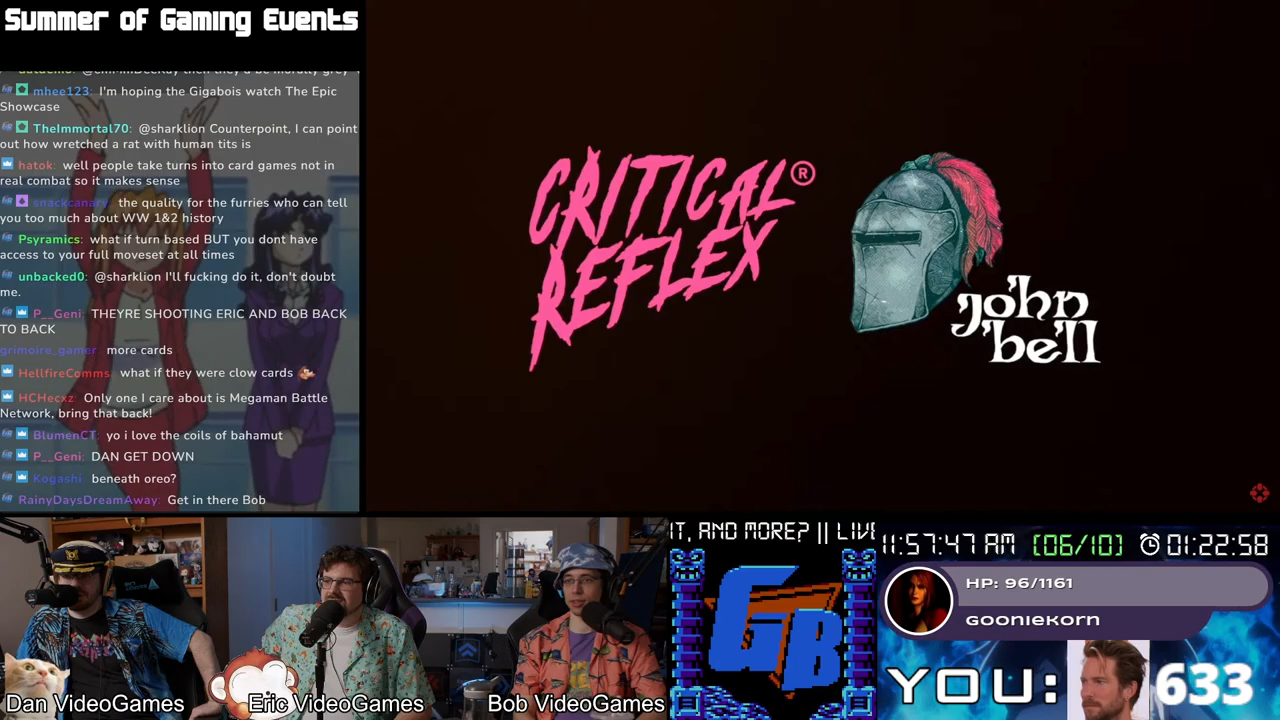 Summer of Gaming Events
mhee123: I'm hoping the Gigabois watch The Epic
Showcase
TheImmortal70: @sharklion Counterpoint, I can point
out how wretched a rat with human tits is
hatok: well people take turns into card games not in
real combat so it makes sense
snackcanary: the quality for the furries who can tell
you too much about WW 1&2 history
Psyramics: what if turn based BUT you dont have
access to your full moveset at all times
unbacked0: @sharklion I'll fucking do it, don't doubt
me.
P__Geni: THEYRE SHOOTING ERIC AND BOB BACK
TO BACK
grimoire_gamer: more cards
HellfireComms: what if they were clow cards
HCHecxz: Only one I care about is Megaman Battle
Network, bring that back!
BlumenCT: yo i love the coils of bahamut
P__Geni: DAN GET DOWN
Kogashi: beneath oreo?
RainyDaysDreamAway: Get in there Bob
CRITICAL®
REFLEX
john
bell
Dan VideoGames
Eric VideoGames
Bob VideoGames
IT, AND MORE? || LIVE
GB
11:57:47 AM [06/10] 01:22:58
HP: 96/1161
GOONIEKORN
YOU: 633